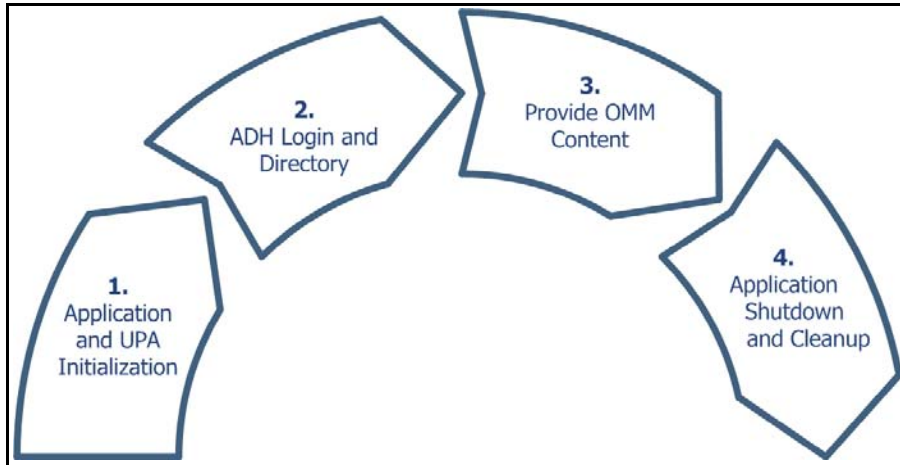 1.
Application
and UPA
Initialization
2.
ADH Login and
Directory
3.
Provide OMM
Content
4.
Application
Shutdown
and Cleanup